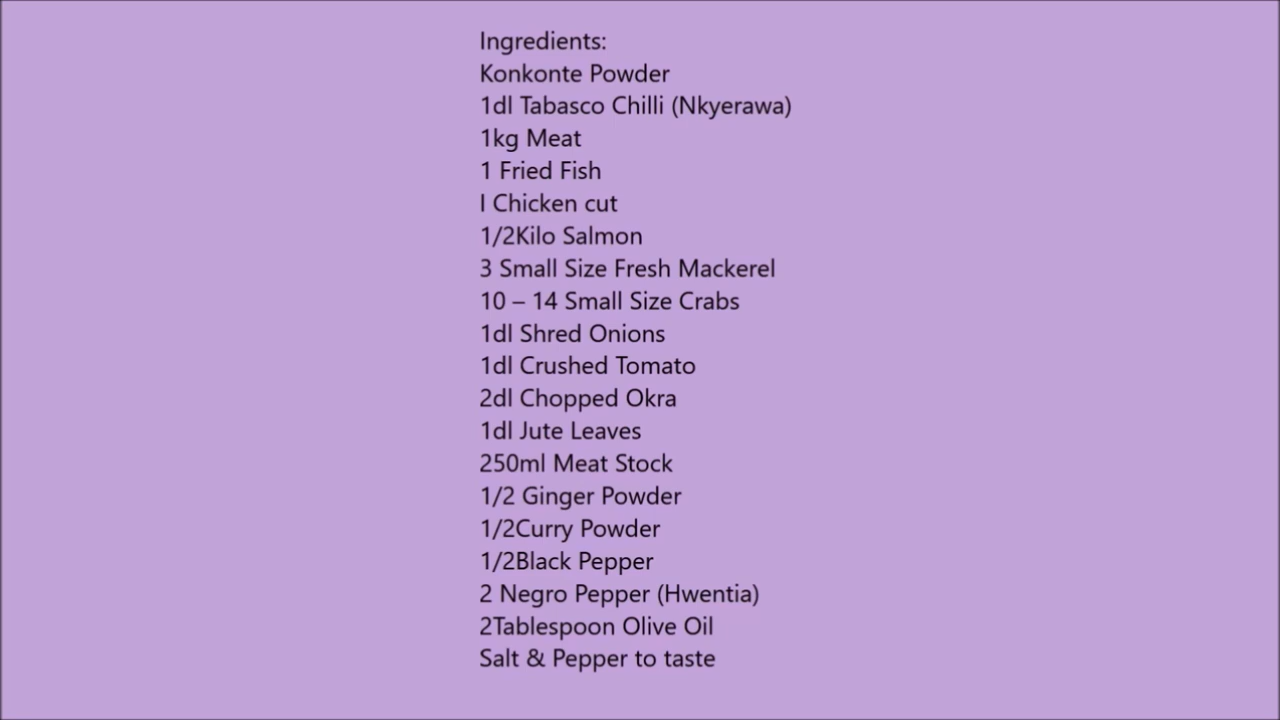 Ingredients:
Konkonte Powder
1dl Tabasco Chilli (Nkyerawa)
1kg Meat
1 Fried Fish
I Chicken cut
1/2Kilo Salmon
3 Small Size Fresh Mackerel
10 – 14 Small Size Crabs
1dl Shred Onions
1dl Crushed Tomato
2dl Chopped Okra
1dl Jute Leaves
250ml Meat Stock
1/2 Ginger Powder
1/2Curry Powder
1/2Black Pepper
2 Negro Pepper (Hwentia)
2Tablespoon Olive Oil
Salt & Pepper to taste